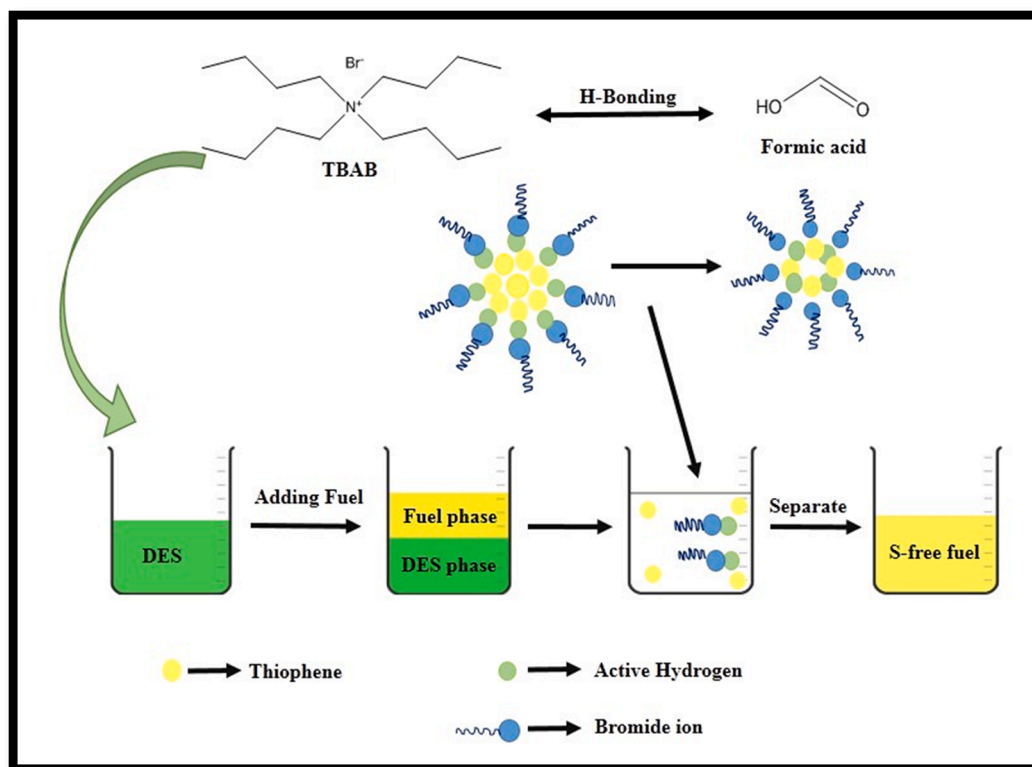 Br-
N+
TBAB
H-Bonding
HO
O
Formic acid
Adding Fuel
Separate
DES
Fuel phase
DES phase
S-free fuel
Thiophene
Active Hydrogen
Bromide ion